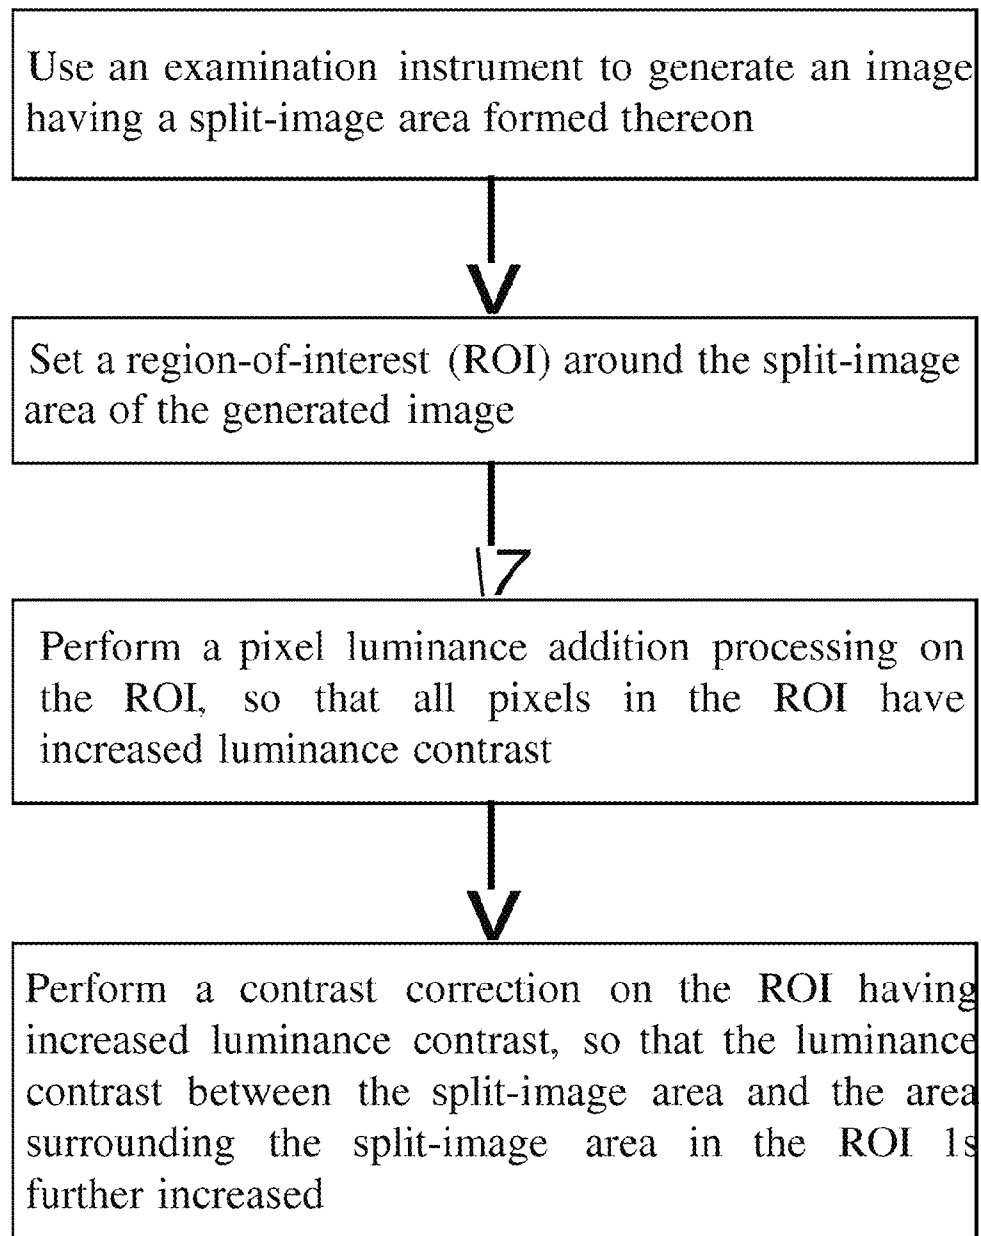 Use an examination instrument to generate an image
having a split-image area formed thereon
Set a region-of-interest (ROI) around the split-image
area of the generated image
Perform a pixel luminance addition processing on
the ROI, so that all pixels in the ROI have
increased luminance contrast
Perform a contrast correction on the ROI having
increased luminance contrast, so that the luminance
contrast between the split-image area and the area
surrounding the split-image area in the ROI 1s
further increased